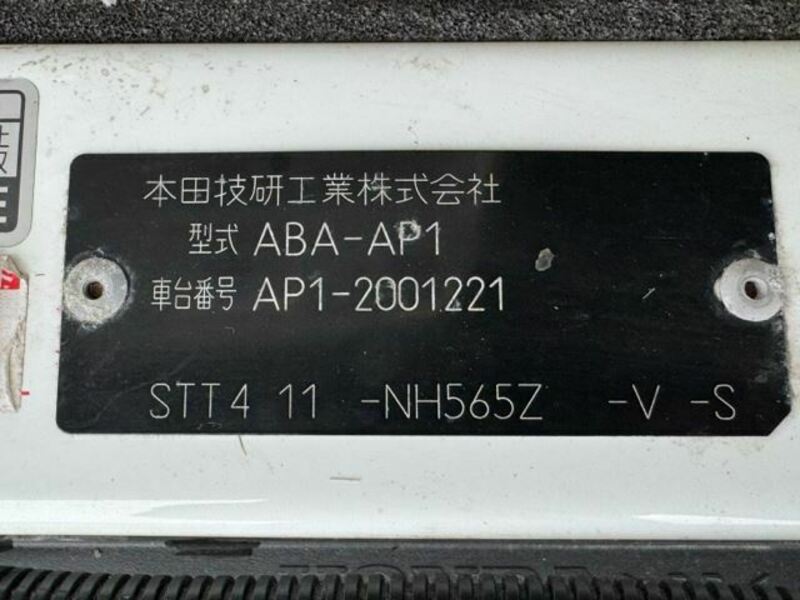 本田技研工業株式会社
型式 ABA-AP1
車台番号 AP1-2001221
STT4 11 -NH565Z -V -S